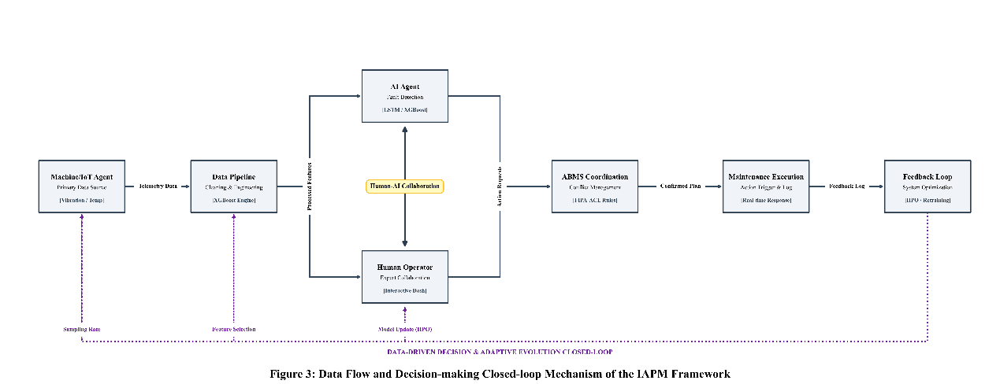 AI Agent
Fault Detection
[LSTM / XGBoost]
Machine/IoT Agent
Primary Data Source
[Vibration / Temp]
Telemetry Data
Data Pipeline
Cleaning & Engineering
[XGBoost Engine]
Processed Features
Human-AI Collaboration
Action Requests
ABMS Coordination
Conflict Management
[FIPA-ACL Rules]
Confirmed Plan
Maintenance Execution
Action Trigger & Log
[Real-time Response]
Feedback Log
Feedback Loop
System Optimization
[HPO / Retraining]
Human Operator
Expert Collaboration
[Interactive Dash]
Sampling Rate
Feature Selection
Model Update (HPO)
DATA-DRIVEN DECISION & ADAPTIVE EVOLUTION CLOSED-LOOP
Figure 3: Data Flow and Decision-making Closed-loop Mechanism of the IAPM Framework